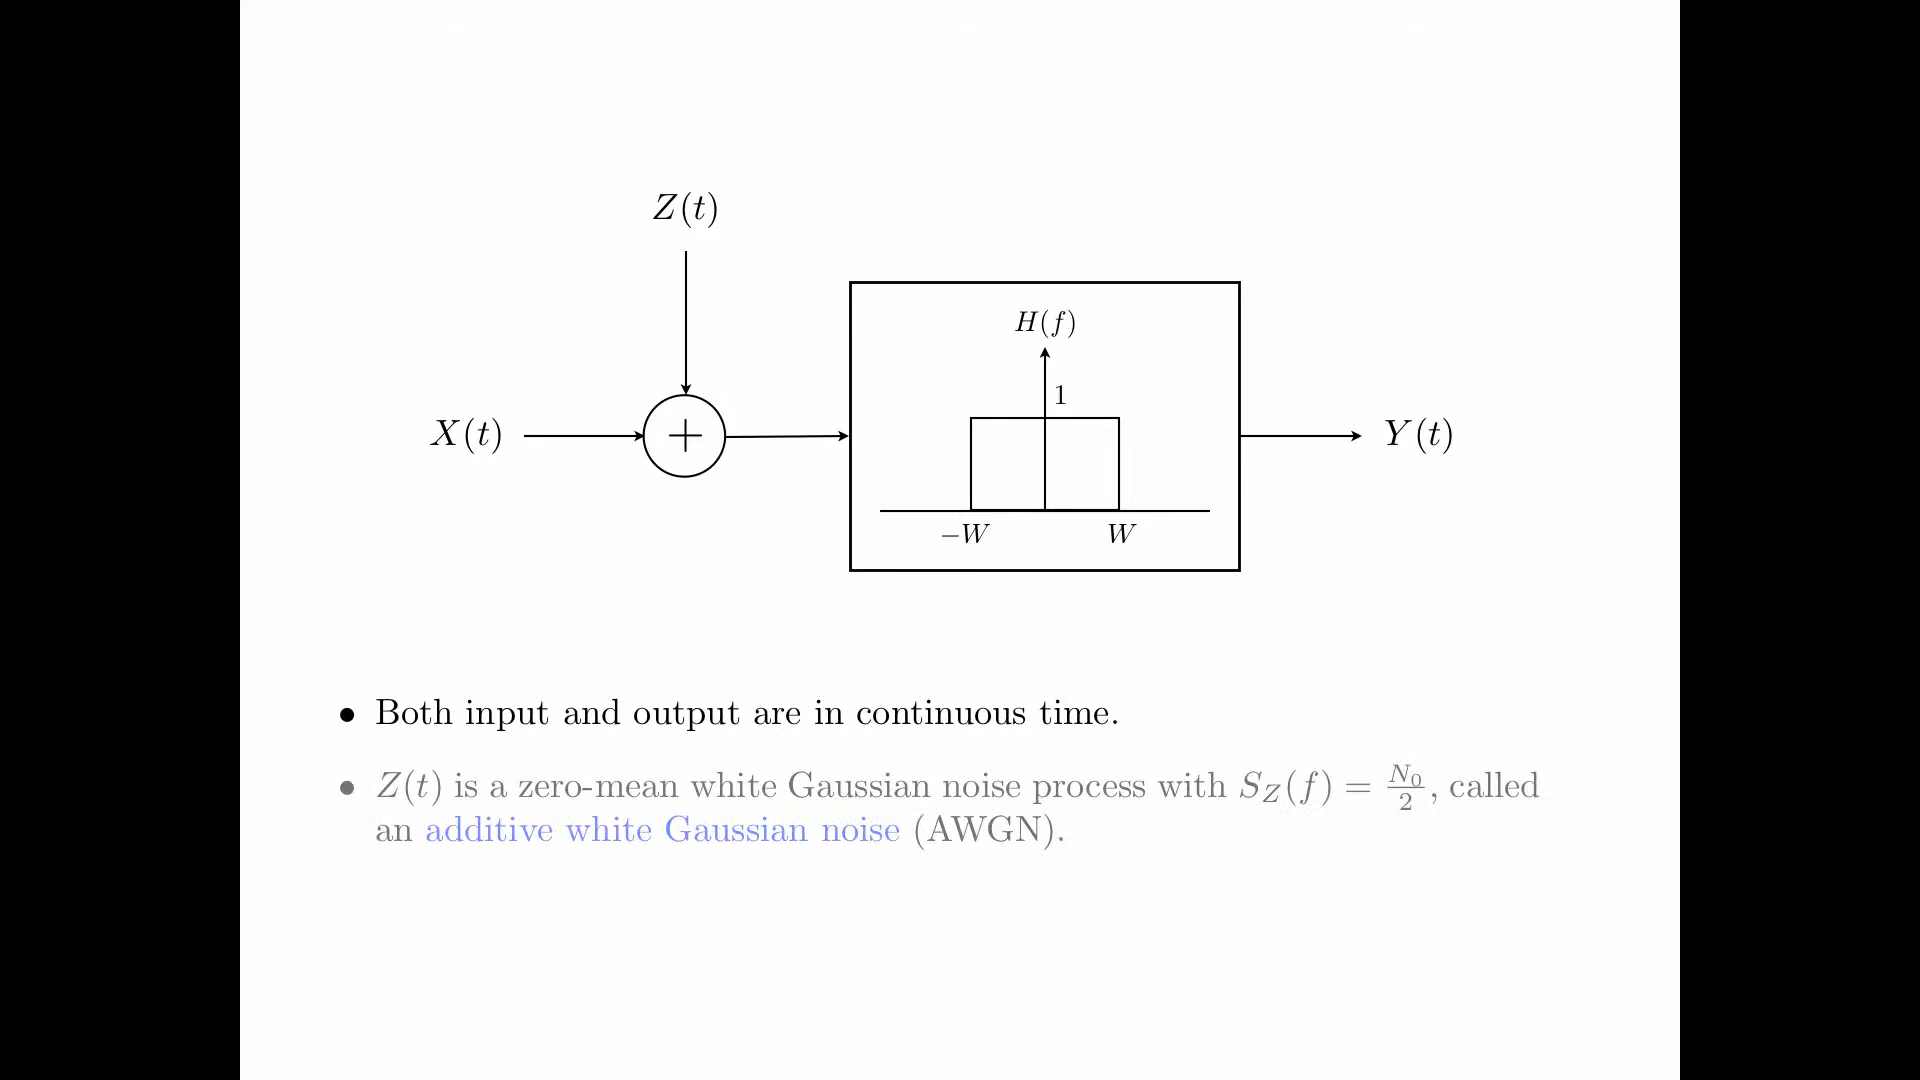 Z(t)
H(f)
1
X(t)
+
Y(t)
−W
W
• Both input and output are in continuous time.
• Z(t) is a zero-mean white Gaussian noise process with S_Z(f) = N_0/2, called
an additive white Gaussian noise (AWGN).